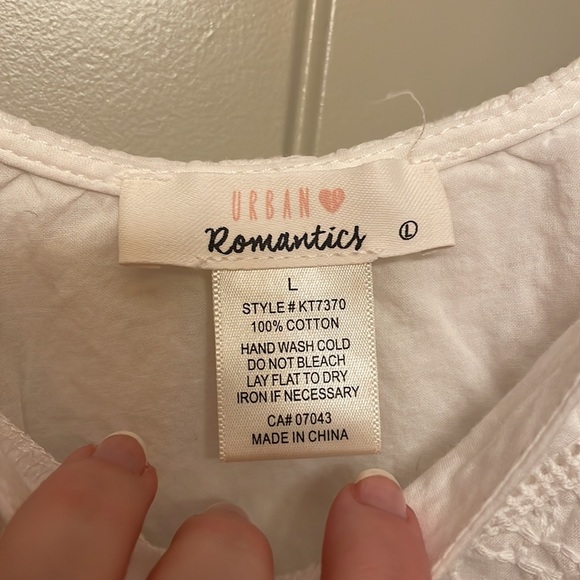 URBAN
Romantics Ⓛ
L
STYLE # KT7370
100% COTTON
HAND WASH COLD
DO NOT BLEACH
LAY FLAT TO DRY
IRON IF NECESSARY
CA# 07043
MADE IN CHINA